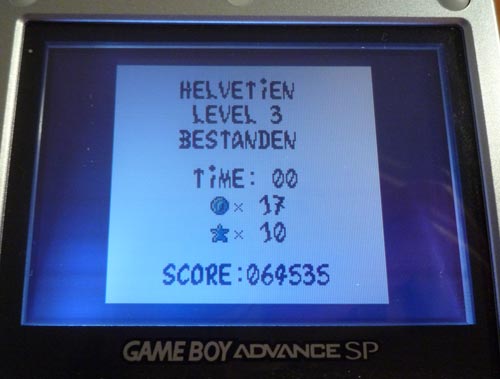 HELVETiEN
LEVEL 3
BESTANDEN
TiME: 00
× 17
× 10
SCORE:064535
GAME BOY ADVANCE SP